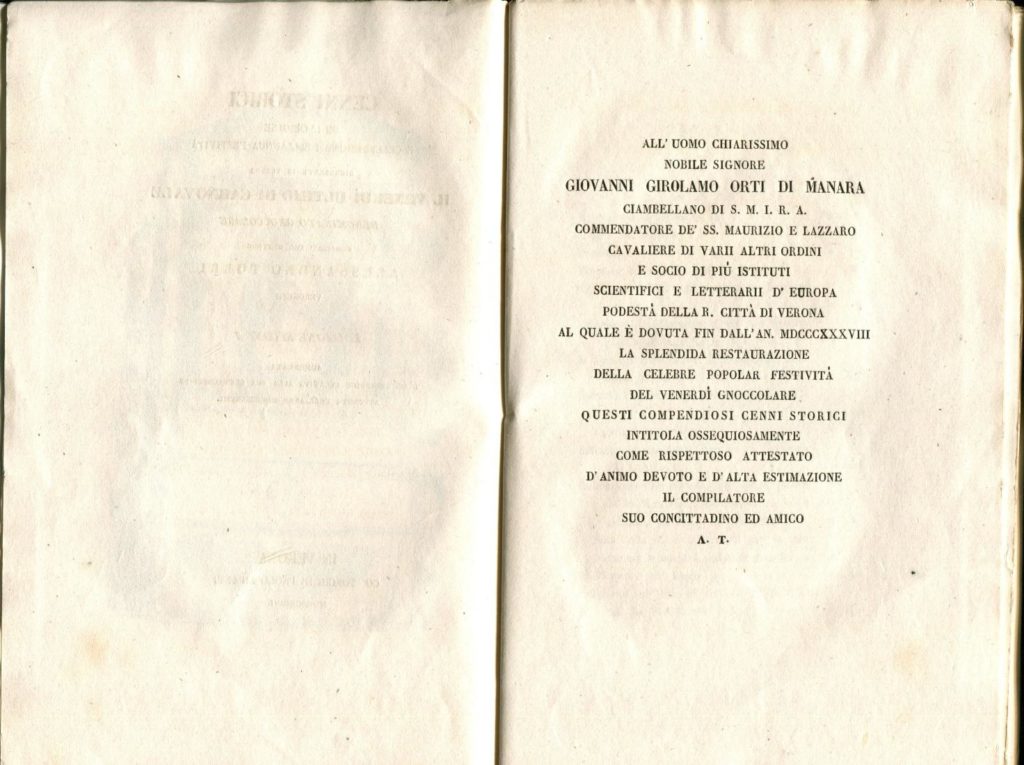 ALL' UOMO CHIARISSIMO
NOBILE SIGNORE
GIOVANNI GIROLAMO ORTI DI MANARA
CIAMBELLANO DI S. M. I. R. A.
COMMENDATORE DE' SS. MAURIZIO E LAZZARO
CAVALIERE DI VARII ALTRI ORDINI
E SOCIO DI PIÙ ISTITUTI
SCIENTIFICI E LETTERARII D' EUROPA
PODESTÀ DELLA R. CITTÀ DI VERONA
AL QUALE È DOVUTA FIN DALL'AN. MDCCCXXXVIII
LA SPLENDIDA RESTAURAZIONE
DELLA CELEBRE POPOLAR FESTIVITÀ
DEL VENERDÌ GNOCCOLARE
QUESTI COMPENDIOSI CENNI STORICI
INTITOLA OSSEQUIOSAMENTE
COME RISPETTOSO ATTESTATO
D' ANIMO DEVOTO E D'ALTA ESTIMAZIONE
IL COMPILATORE
SUO CONCITTADINO ED AMICO
A. T.